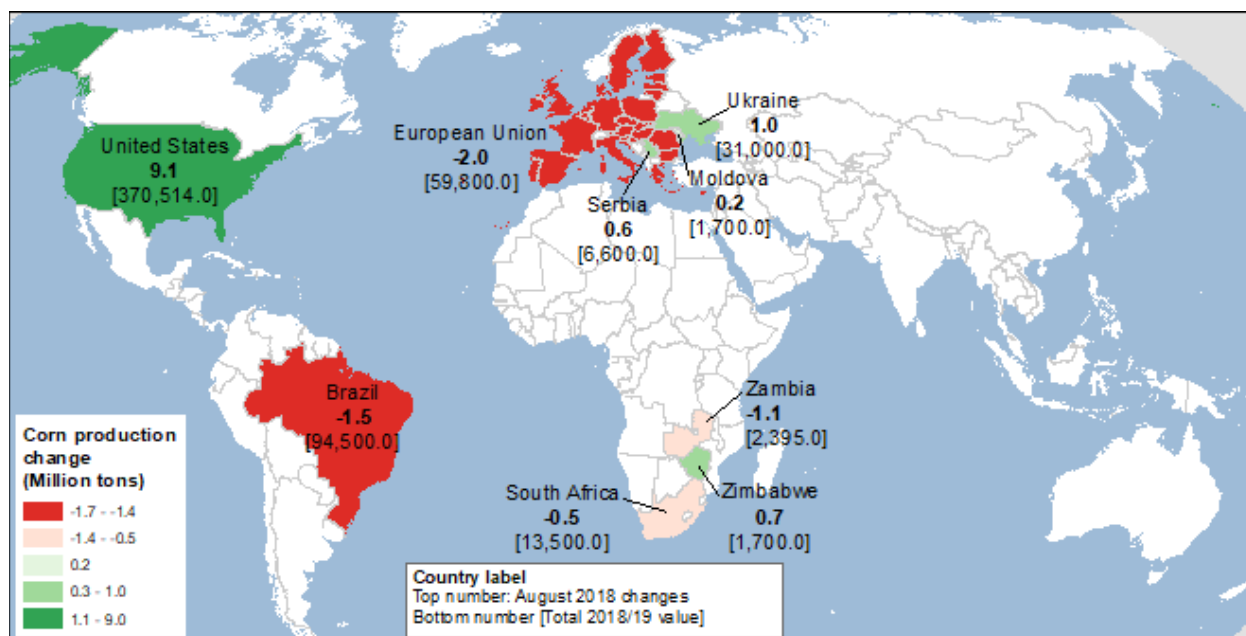 United States
9.1
[370,514.0]
European Union
-2.0
[59,800.0]
Ukraine
1.0
[31,000.0]
Moldova
0.2
[1,700.0]
Serbia
0.6
[6,600.0]
Brazil
-1.5
[94,500.0]
Zambia
-1.1
[2,395.0]
South Africa
-0.5
[13,500.0]
Zimbabwe
0.7
[1,700.0]
Corn production
change
(Million tons)
-1.7 - -1.4
-1.4 - -0.5
0.2
0.3 - 1.0
1.1 - 9.0
Country label
Top number: August 2018 changes
Bottom number [Total 2018/19 value]